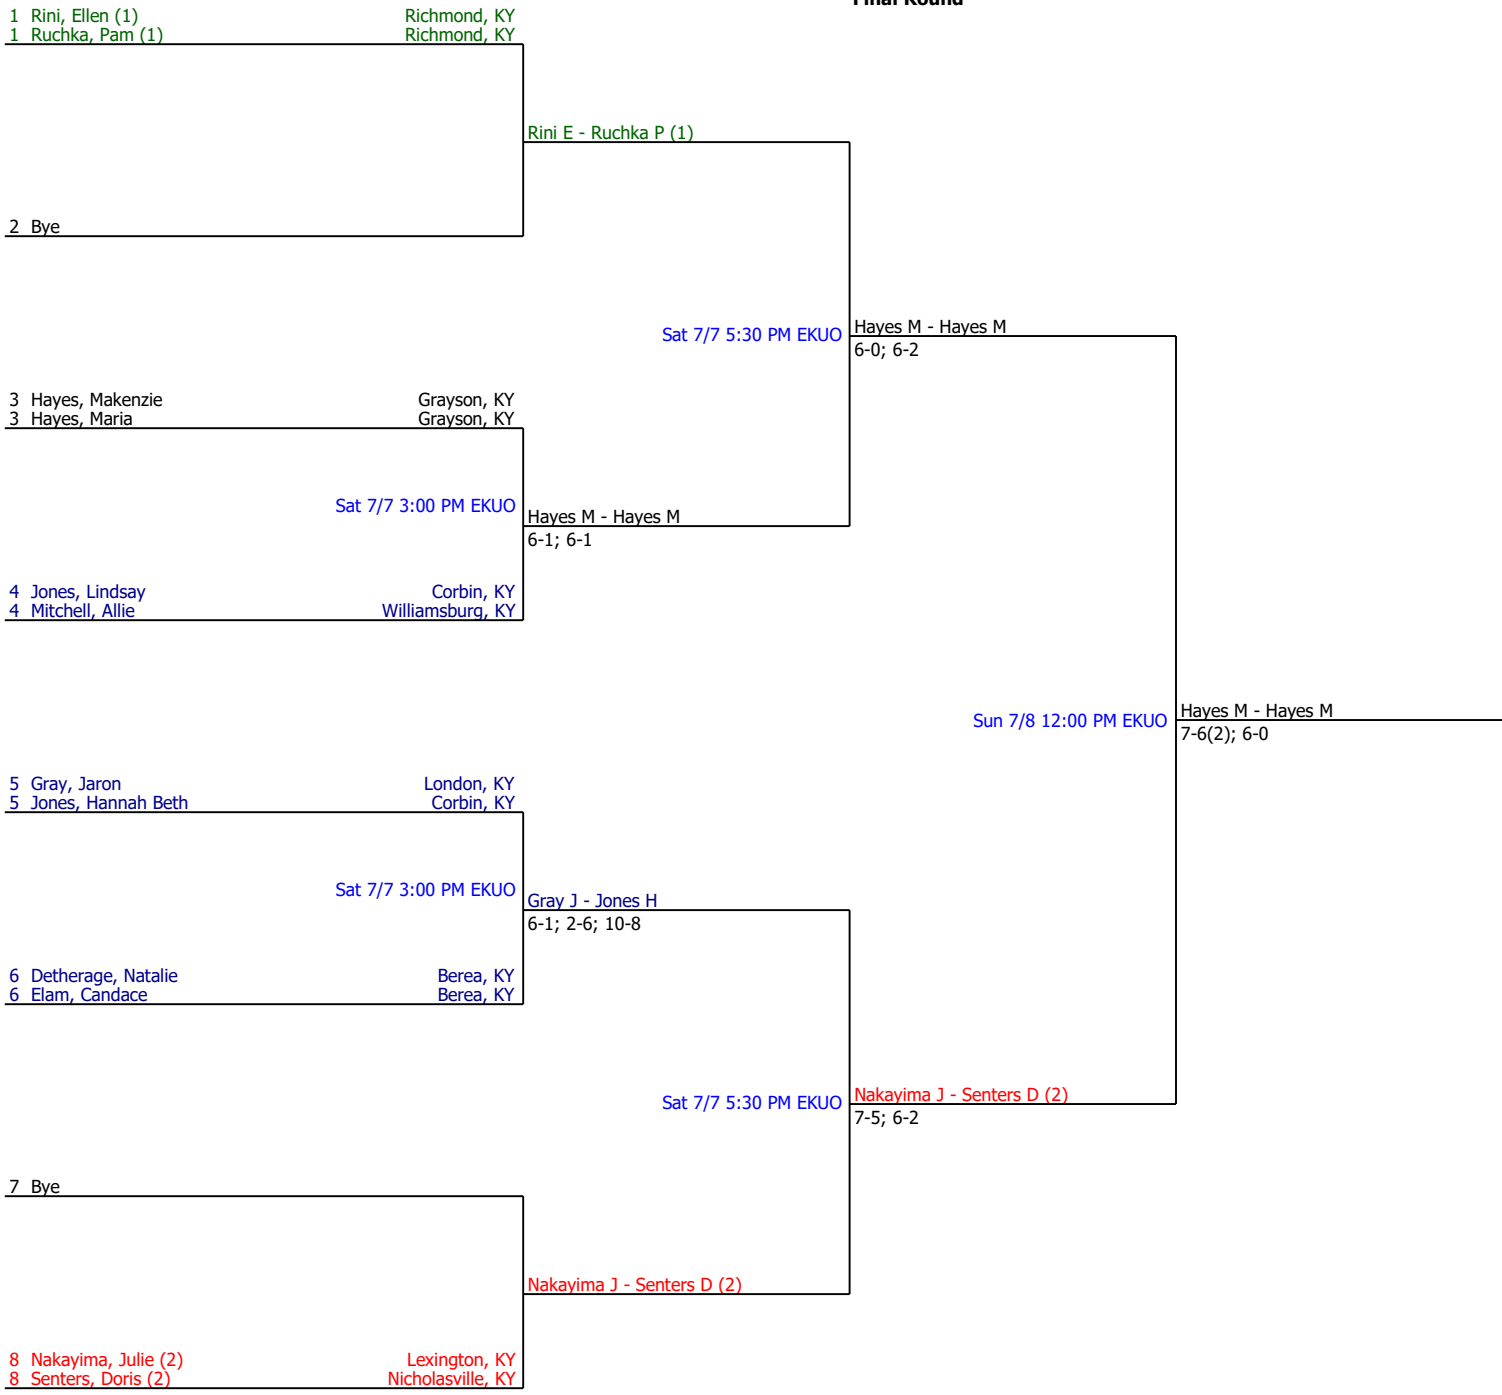 Final Round
1 Rini, Ellen (1) Richmond, KY
1 Ruchka, Pam (1) Richmond, KY
Rini E - Ruchka P (1)
2 Bye
Sat 7/7 5:30 PM EKUO
Hayes M - Hayes M
6-0; 6-2
3 Hayes, Makenzie Grayson, KY
3 Hayes, Maria Grayson, KY
Sat 7/7 3:00 PM EKUO
Hayes M - Hayes M
6-1; 6-1
4 Jones, Lindsay Corbin, KY
4 Mitchell, Allie Williamsburg, KY
Sun 7/8 12:00 PM EKUO
Hayes M - Hayes M
7-6(2); 6-0
5 Gray, Jaron London, KY
5 Jones, Hannah Beth Corbin, KY
Sat 7/7 3:00 PM EKUO
Gray J - Jones H
6-1; 2-6; 10-8
6 Detherage, Natalie Berea, KY
6 Elam, Candace Berea, KY
Sat 7/7 5:30 PM EKUO
Nakayima J - Senters D (2)
7-5; 6-2
7 Bye
Nakayima J - Senters D (2)
8 Nakayima, Julie (2) Lexington, KY
8 Senters, Doris (2) Nicholasville, KY